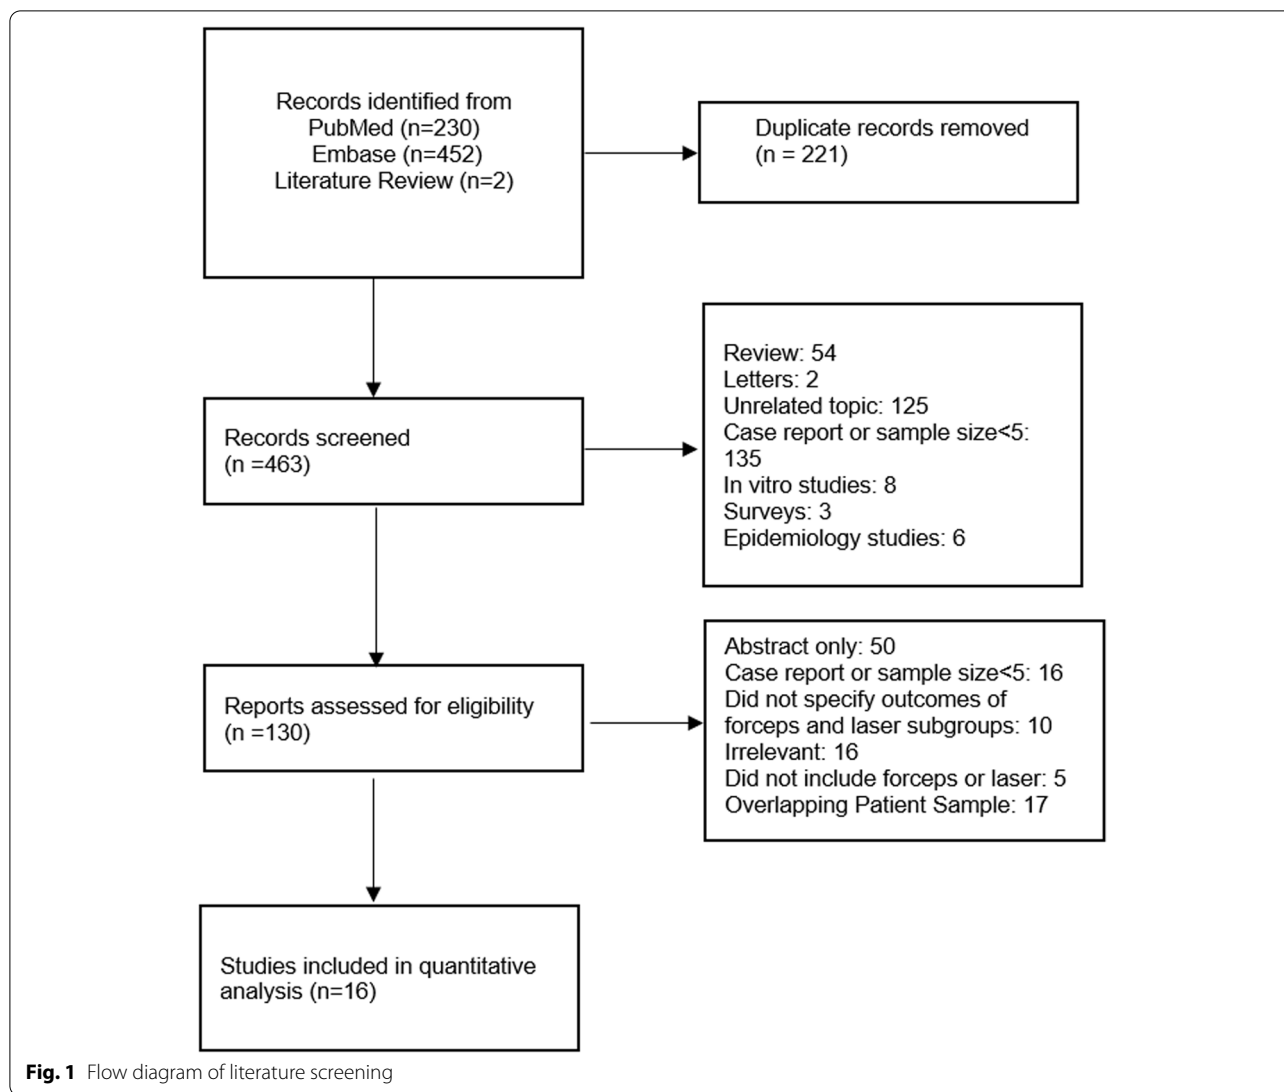 Records identified from
PubMed (n=230)
Embase (n=452)
Literature Review (n=2)
Duplicate records removed
(n = 221)
Records screened
(n =463)
Review: 54
Letters: 2
Unrelated topic: 125
Case report or sample size<5:
135
In vitro studies: 8
Surveys: 3
Epidemiology studies: 6
Reports assessed for eligibility
(n =130)
Abstract only: 50
Case report or sample size<5: 16
Did not specify outcomes of
forceps and laser subgroups: 10
Irrelevant: 16
Did not include forceps or laser: 5
Overlapping Patient Sample: 17
Studies included in quantitative
analysis (n=16)
Fig. 1 Flow diagram of literature screening